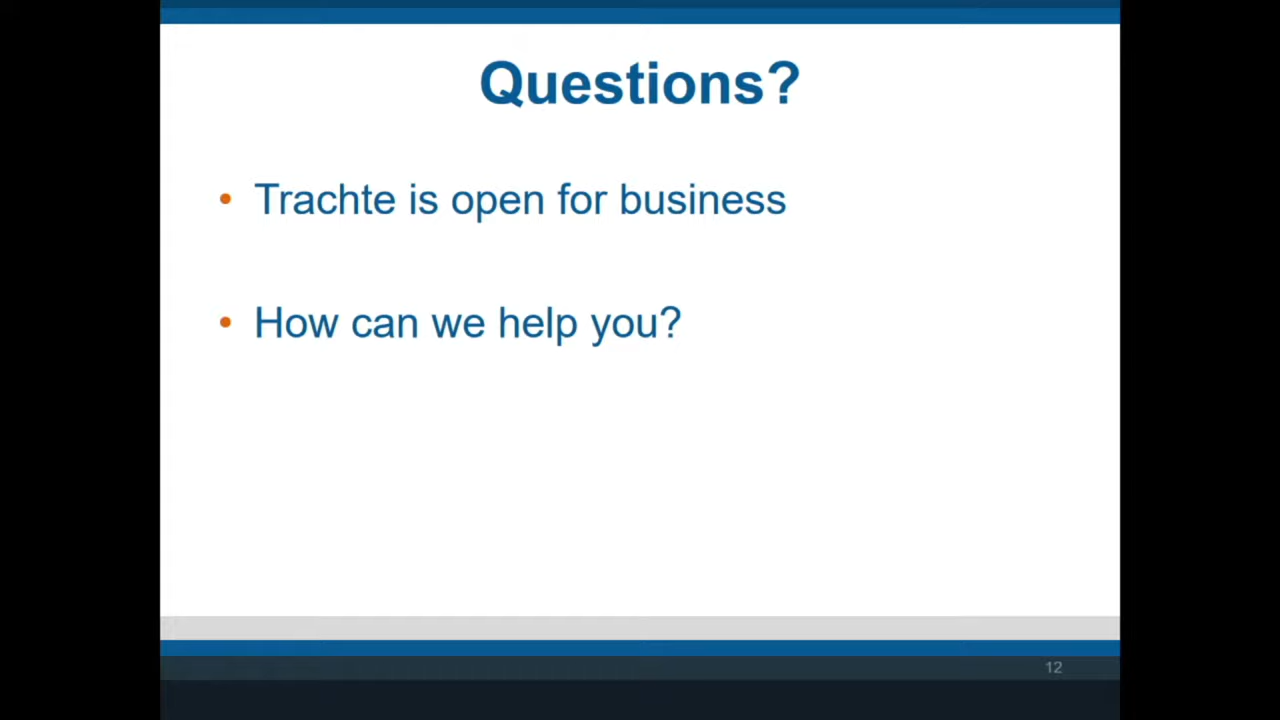 Questions?
• Trachte is open for business
• How can we help you?
12